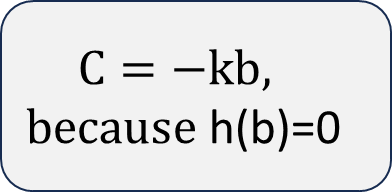 C = −kb,
because h(b)=0